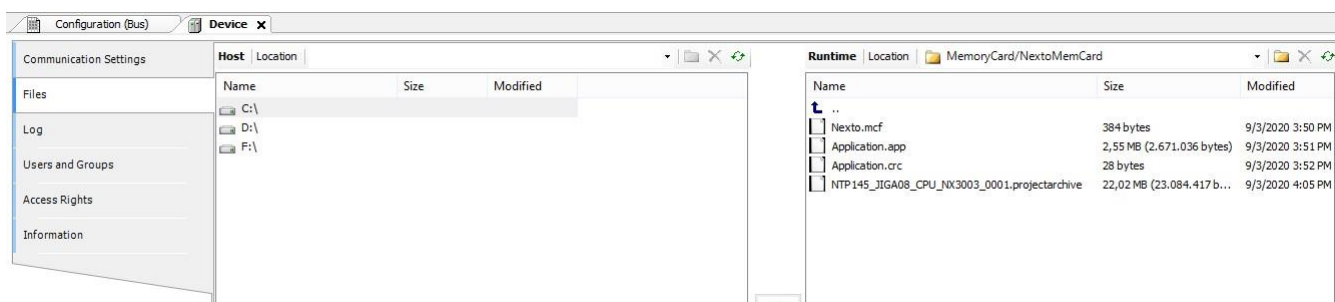 Configuration (Bus) Device X
Communication Settings
Files
Log
Users and Groups
Access Rights
Information
Host Location
Name Size Modified
C:\
D:\
F:\
Runtime Location MemoryCard/NextoMemCard
Name Size Modified
..
Nexto.mcf 384 bytes 9/3/2020 3:50 PM
Application.app 2,55 MB (2.671.036 bytes) 9/3/2020 3:51 PM
Application.crc 28 bytes 9/3/2020 3:52 PM
NTP145_JIGA08_CPU_NX3003_0001.projectarchive 22,02 MB (23.084.417 b... 9/3/2020 4:05 PM